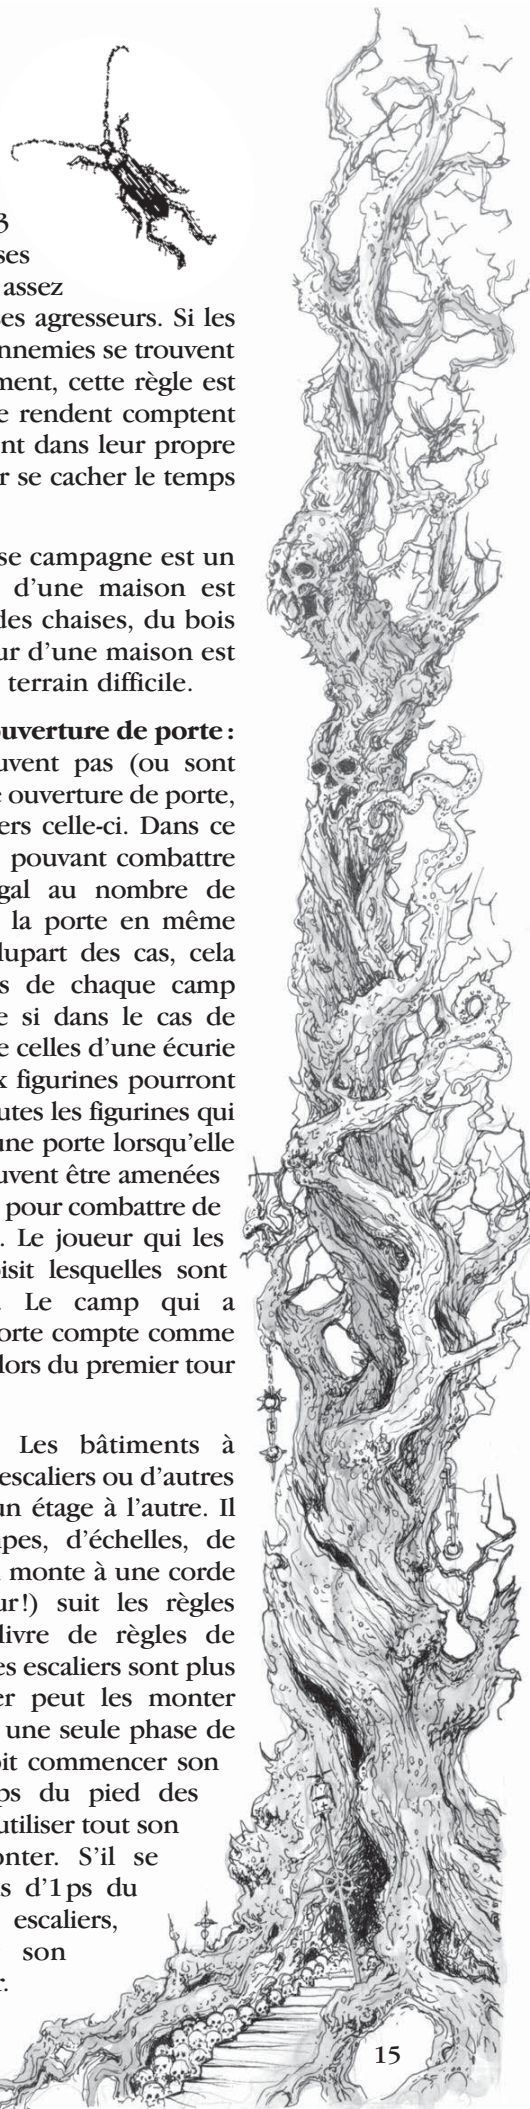 3
ses
assez
ses agresseurs. Si les
ennemies se trouvent
ment, cette règle est
e rendent comptent
nt dans leur propre
r se cacher le temps
se campagne est un
d'une maison est
des chaises, du bois
ur d'une maison est
terrain difficile.
ouverture de porte :
uvent pas (ou sont
e ouverture de porte,
ers celle-ci. Dans ce
pouvant combattre
gal au nombre de
la porte en même
lupart des cas, cela
s de chaque camp
e si dans le cas de
e celles d'une écurie
x figurines pourront
outes les figurines qui
une porte lorsqu'elle
euvent être amenées
pour combattre de
. Le joueur qui les
isit lesquelles sont
. Le camp qui a
orte compte comme
lors du premier tour
Les bâtiments à
escaliers ou d'autres
un étage à l'autre. Il
npes, d'échelles, de
i monte à une corde
ur !) suit les règles
livre de règles de
es escaliers sont plus
er peut les monter
une seule phase de
oit commencer son
ps du pied des
utiliser tout son
onter. S'il se
s d'1ps du
escaliers,
son
r.
15